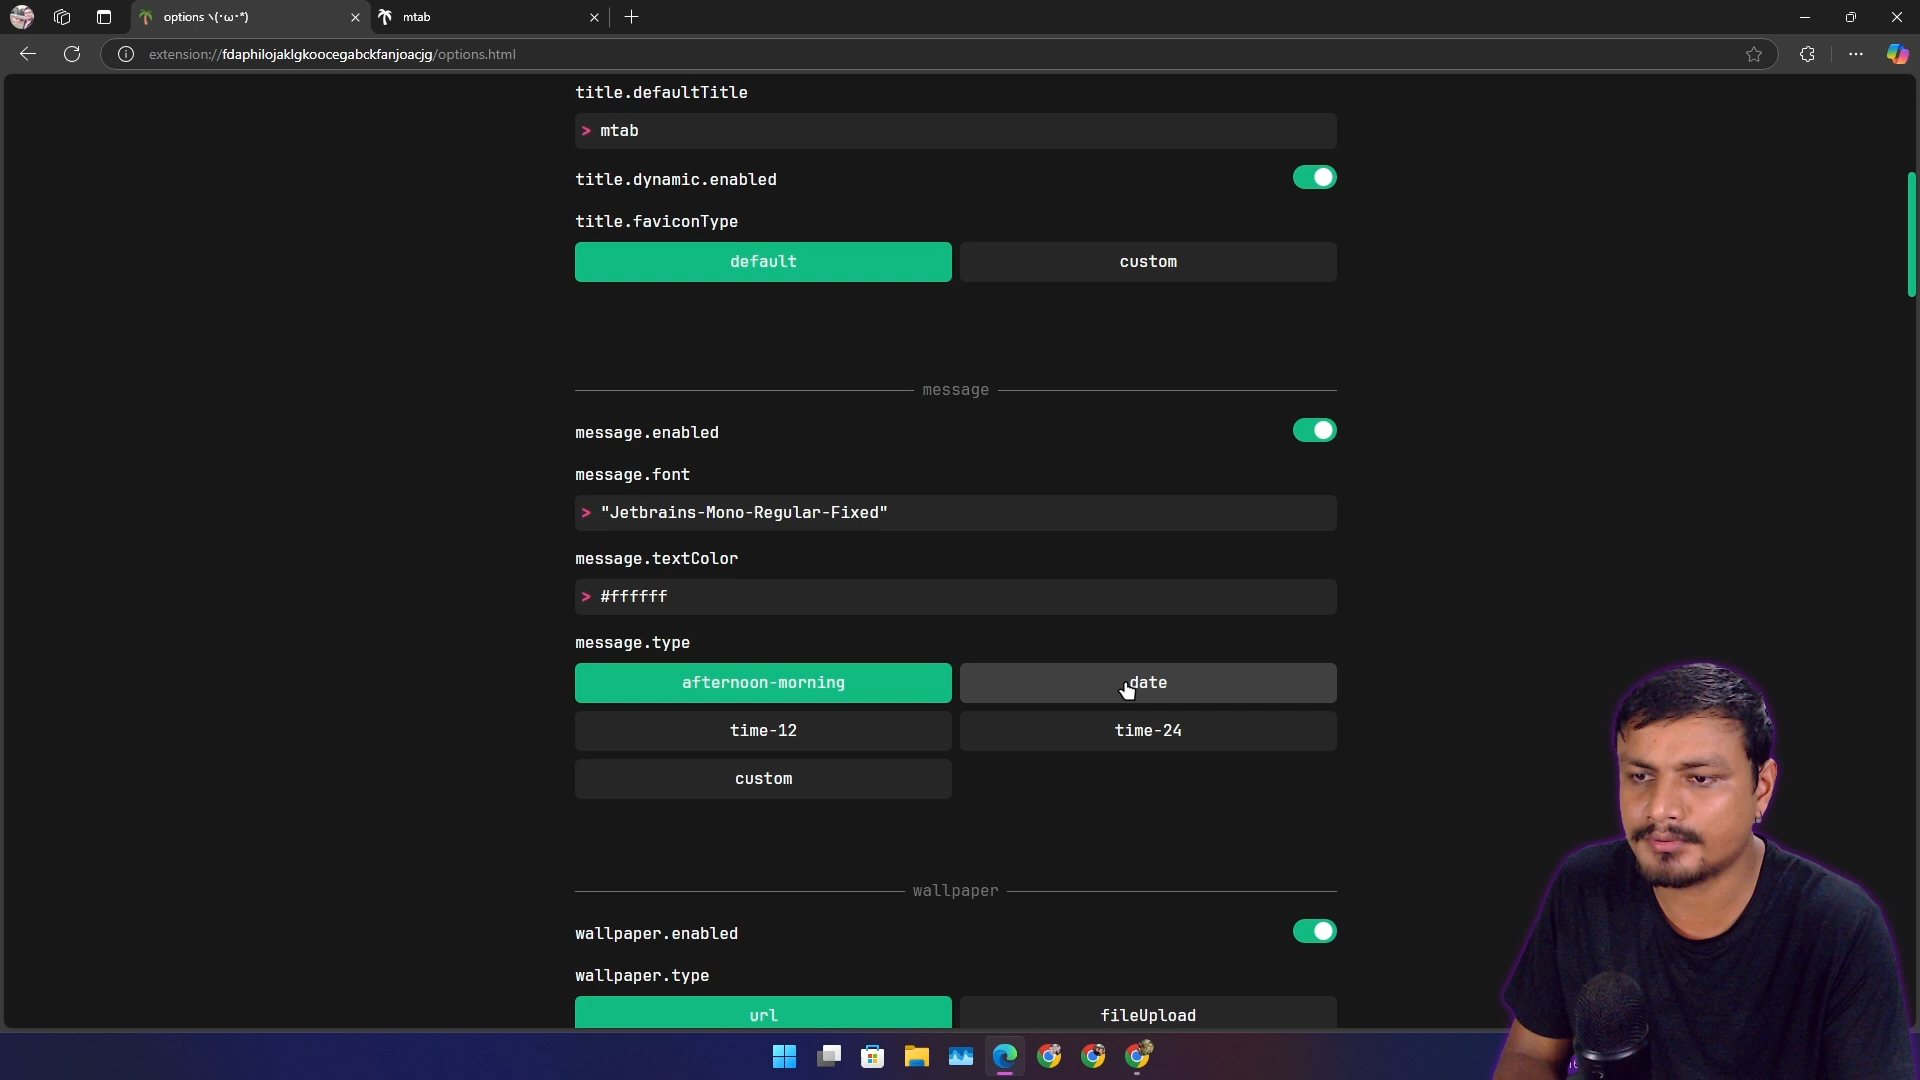 options ヽ(·ω·*)
mtab
extension://fdaphilojaklgkoocegabckfanjoacjg/options.html
title.defaultTitle
> mtab
title.dynamic.enabled
title.faviconType
default custom
message
message.enabled
message.font
> "Jetbrains-Mono-Regular-Fixed"
message.textColor
> #ffffff
message.type
afternoon-morning date
time-12 time-24
custom
wallpaper
wallpaper.enabled
wallpaper.type
url fileUpload